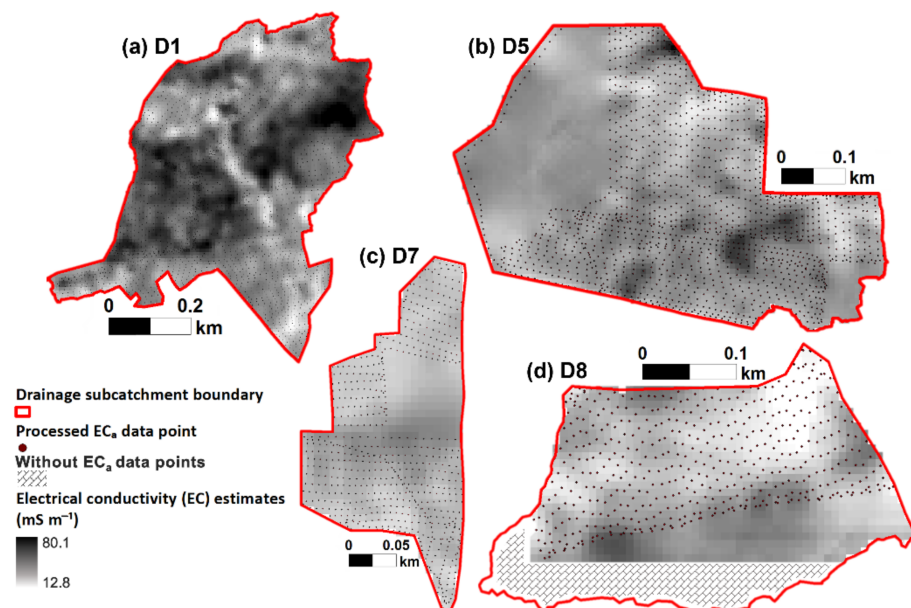 (a) D1
0 0.2
km
(b) D5
0 0.1
km
(c) D7
0 0.05
km
(d) D8
0 0.1
km
Drainage subcatchment boundary
Processed ECₐ data point
Without ECₐ data points
Electrical conductivity (EC) estimates
(mS m⁻¹)
80.1
12.8